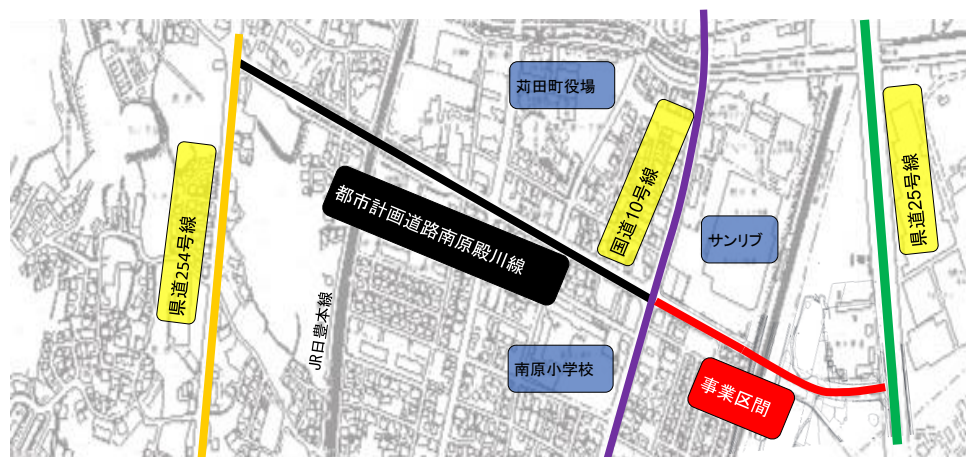 苅田町役場
国道10号線
県道25号線
都市計画道路南原殿川線
サンリブ
県道254号線
JR日豊本線
南原小学校
事業区間